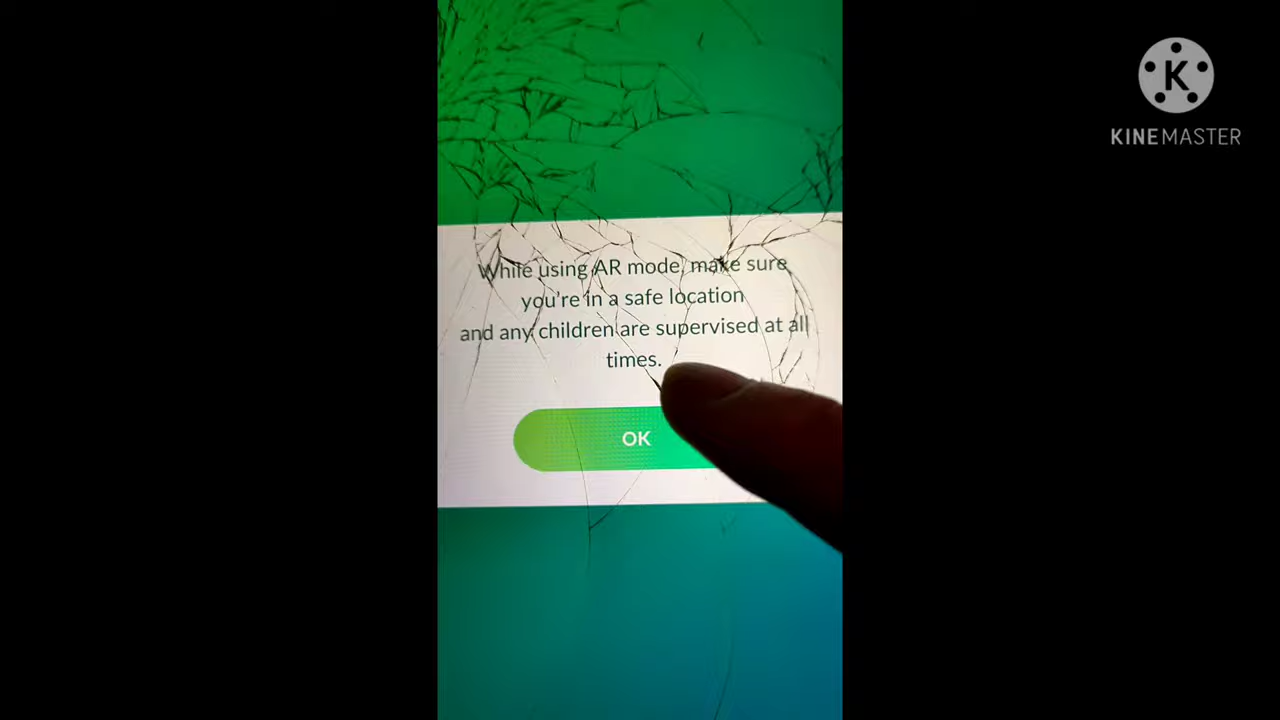 K
KINEMASTER
While using AR mode, make sure
you're in a safe location
and any children are supervised at all
times.
OK